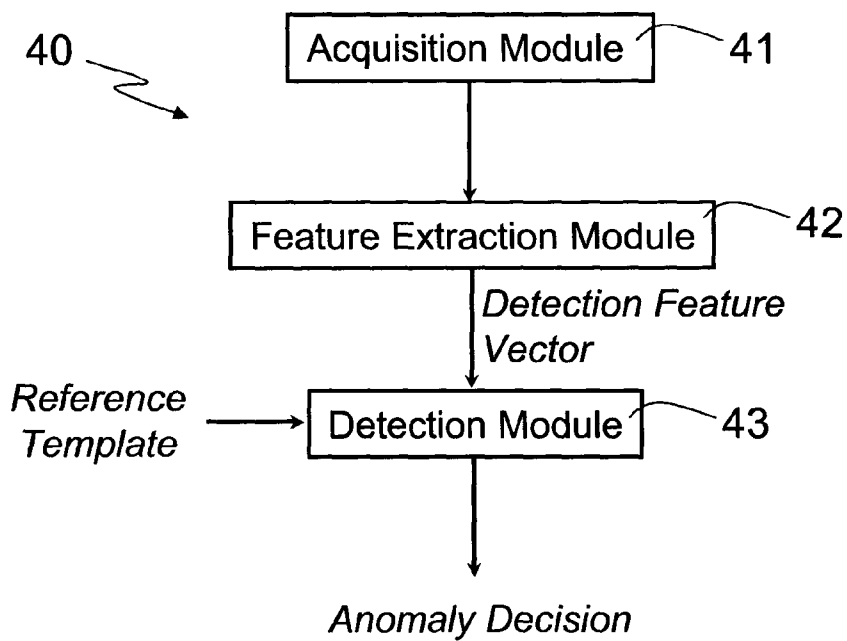 40
Acquisition Module
41
Feature Extraction Module
42
Detection Feature
Vector
Reference
Template
Detection Module
43
Anomaly Decision